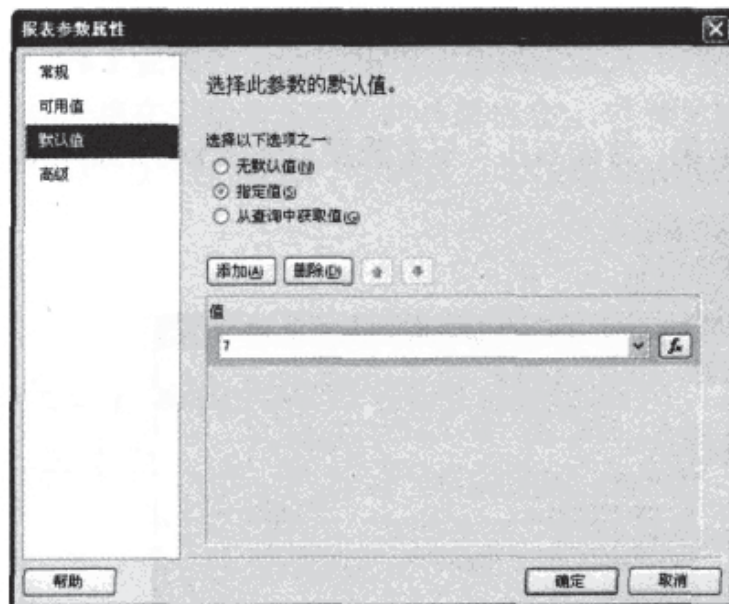 报表参数属性
常规
可用值
默认值
高级
选择此参数的默认值。
选择以下选项之一:
无默认值(N)
指定值(S)
从查询中获取值(G)
添加(A) 删除(D)
值
7
fx
帮助 确定 取消